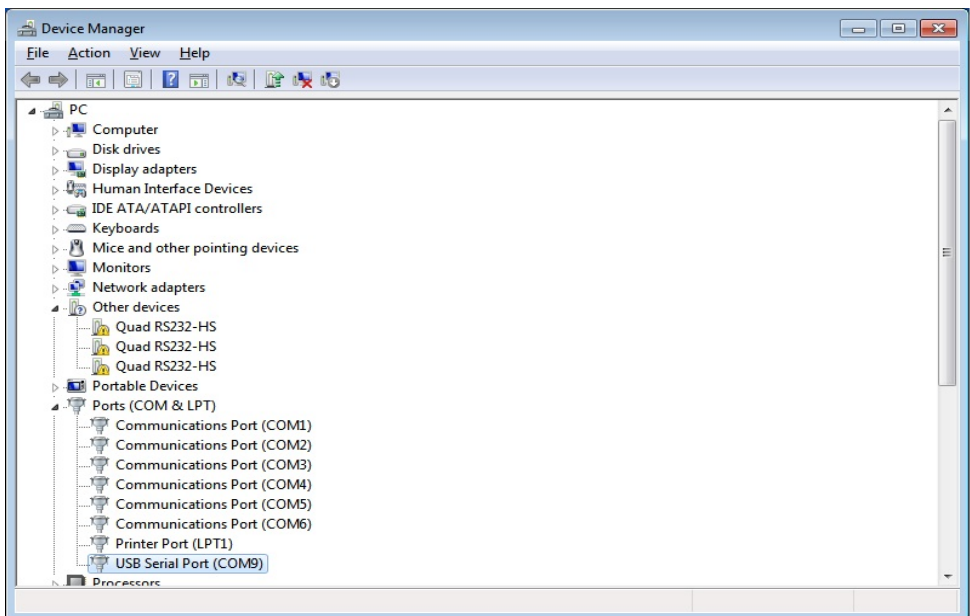 Device Manager
File Action View Help
PC
Computer
Disk drives
Display adapters
Human Interface Devices
IDE ATA/ATAPI controllers
Keyboards
Mice and other pointing devices
Monitors
Network adapters
Other devices
Quad RS232-HS
Quad RS232-HS
Quad RS232-HS
Portable Devices
Ports (COM & LPT)
Communications Port (COM1)
Communications Port (COM2)
Communications Port (COM3)
Communications Port (COM4)
Communications Port (COM5)
Communications Port (COM6)
Printer Port (LPT1)
USB Serial Port (COM9)
Processors